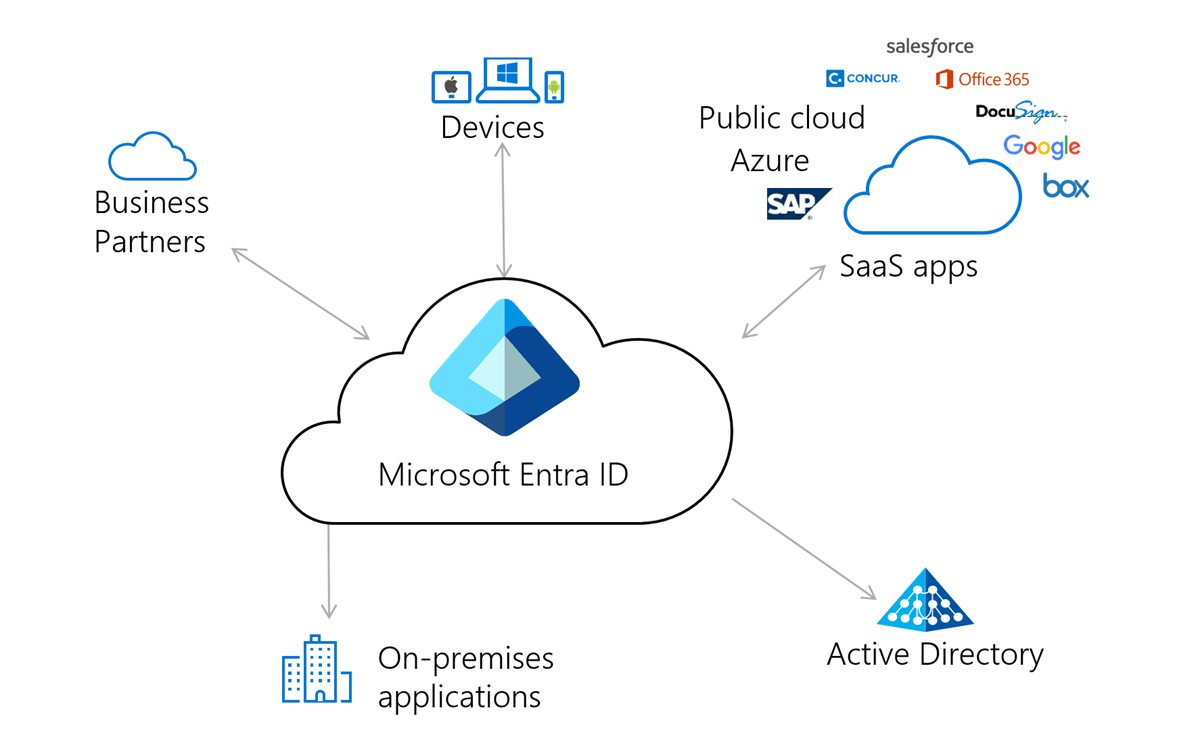 salesforce
CONCUR
Office 365
DocuSign
Google
box
Public cloud
Azure
SAP
SaaS apps
Devices
Business
Partners
Microsoft Entra ID
On-premises
applications
Active Directory